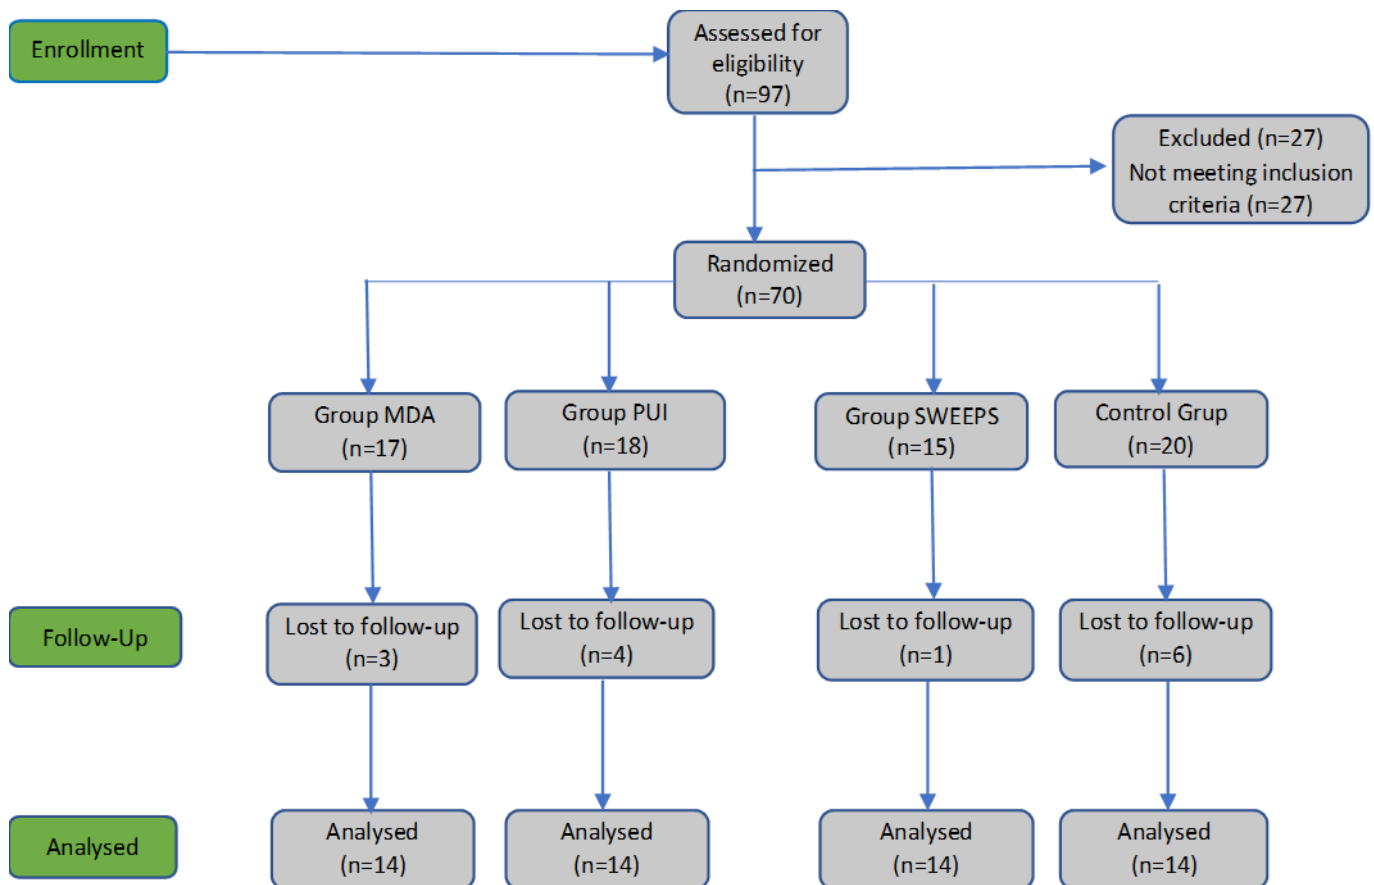 Enrollment
Assessed for
eligibility
(n=97)
Excluded (n=27)
Not meeting inclusion
criteria (n=27)
Randomized
(n=70)
Group MDA
(n=17)
Group PUI
(n=18)
Group SWEEPS
(n=15)
Control Grup
(n=20)
Follow-Up
Lost to follow-up
(n=3)
Lost to follow-up
(n=4)
Lost to follow-up
(n=1)
Lost to follow-up
(n=6)
Analysed
Analysed
(n=14)
Analysed
(n=14)
Analysed
(n=14)
Analysed
(n=14)